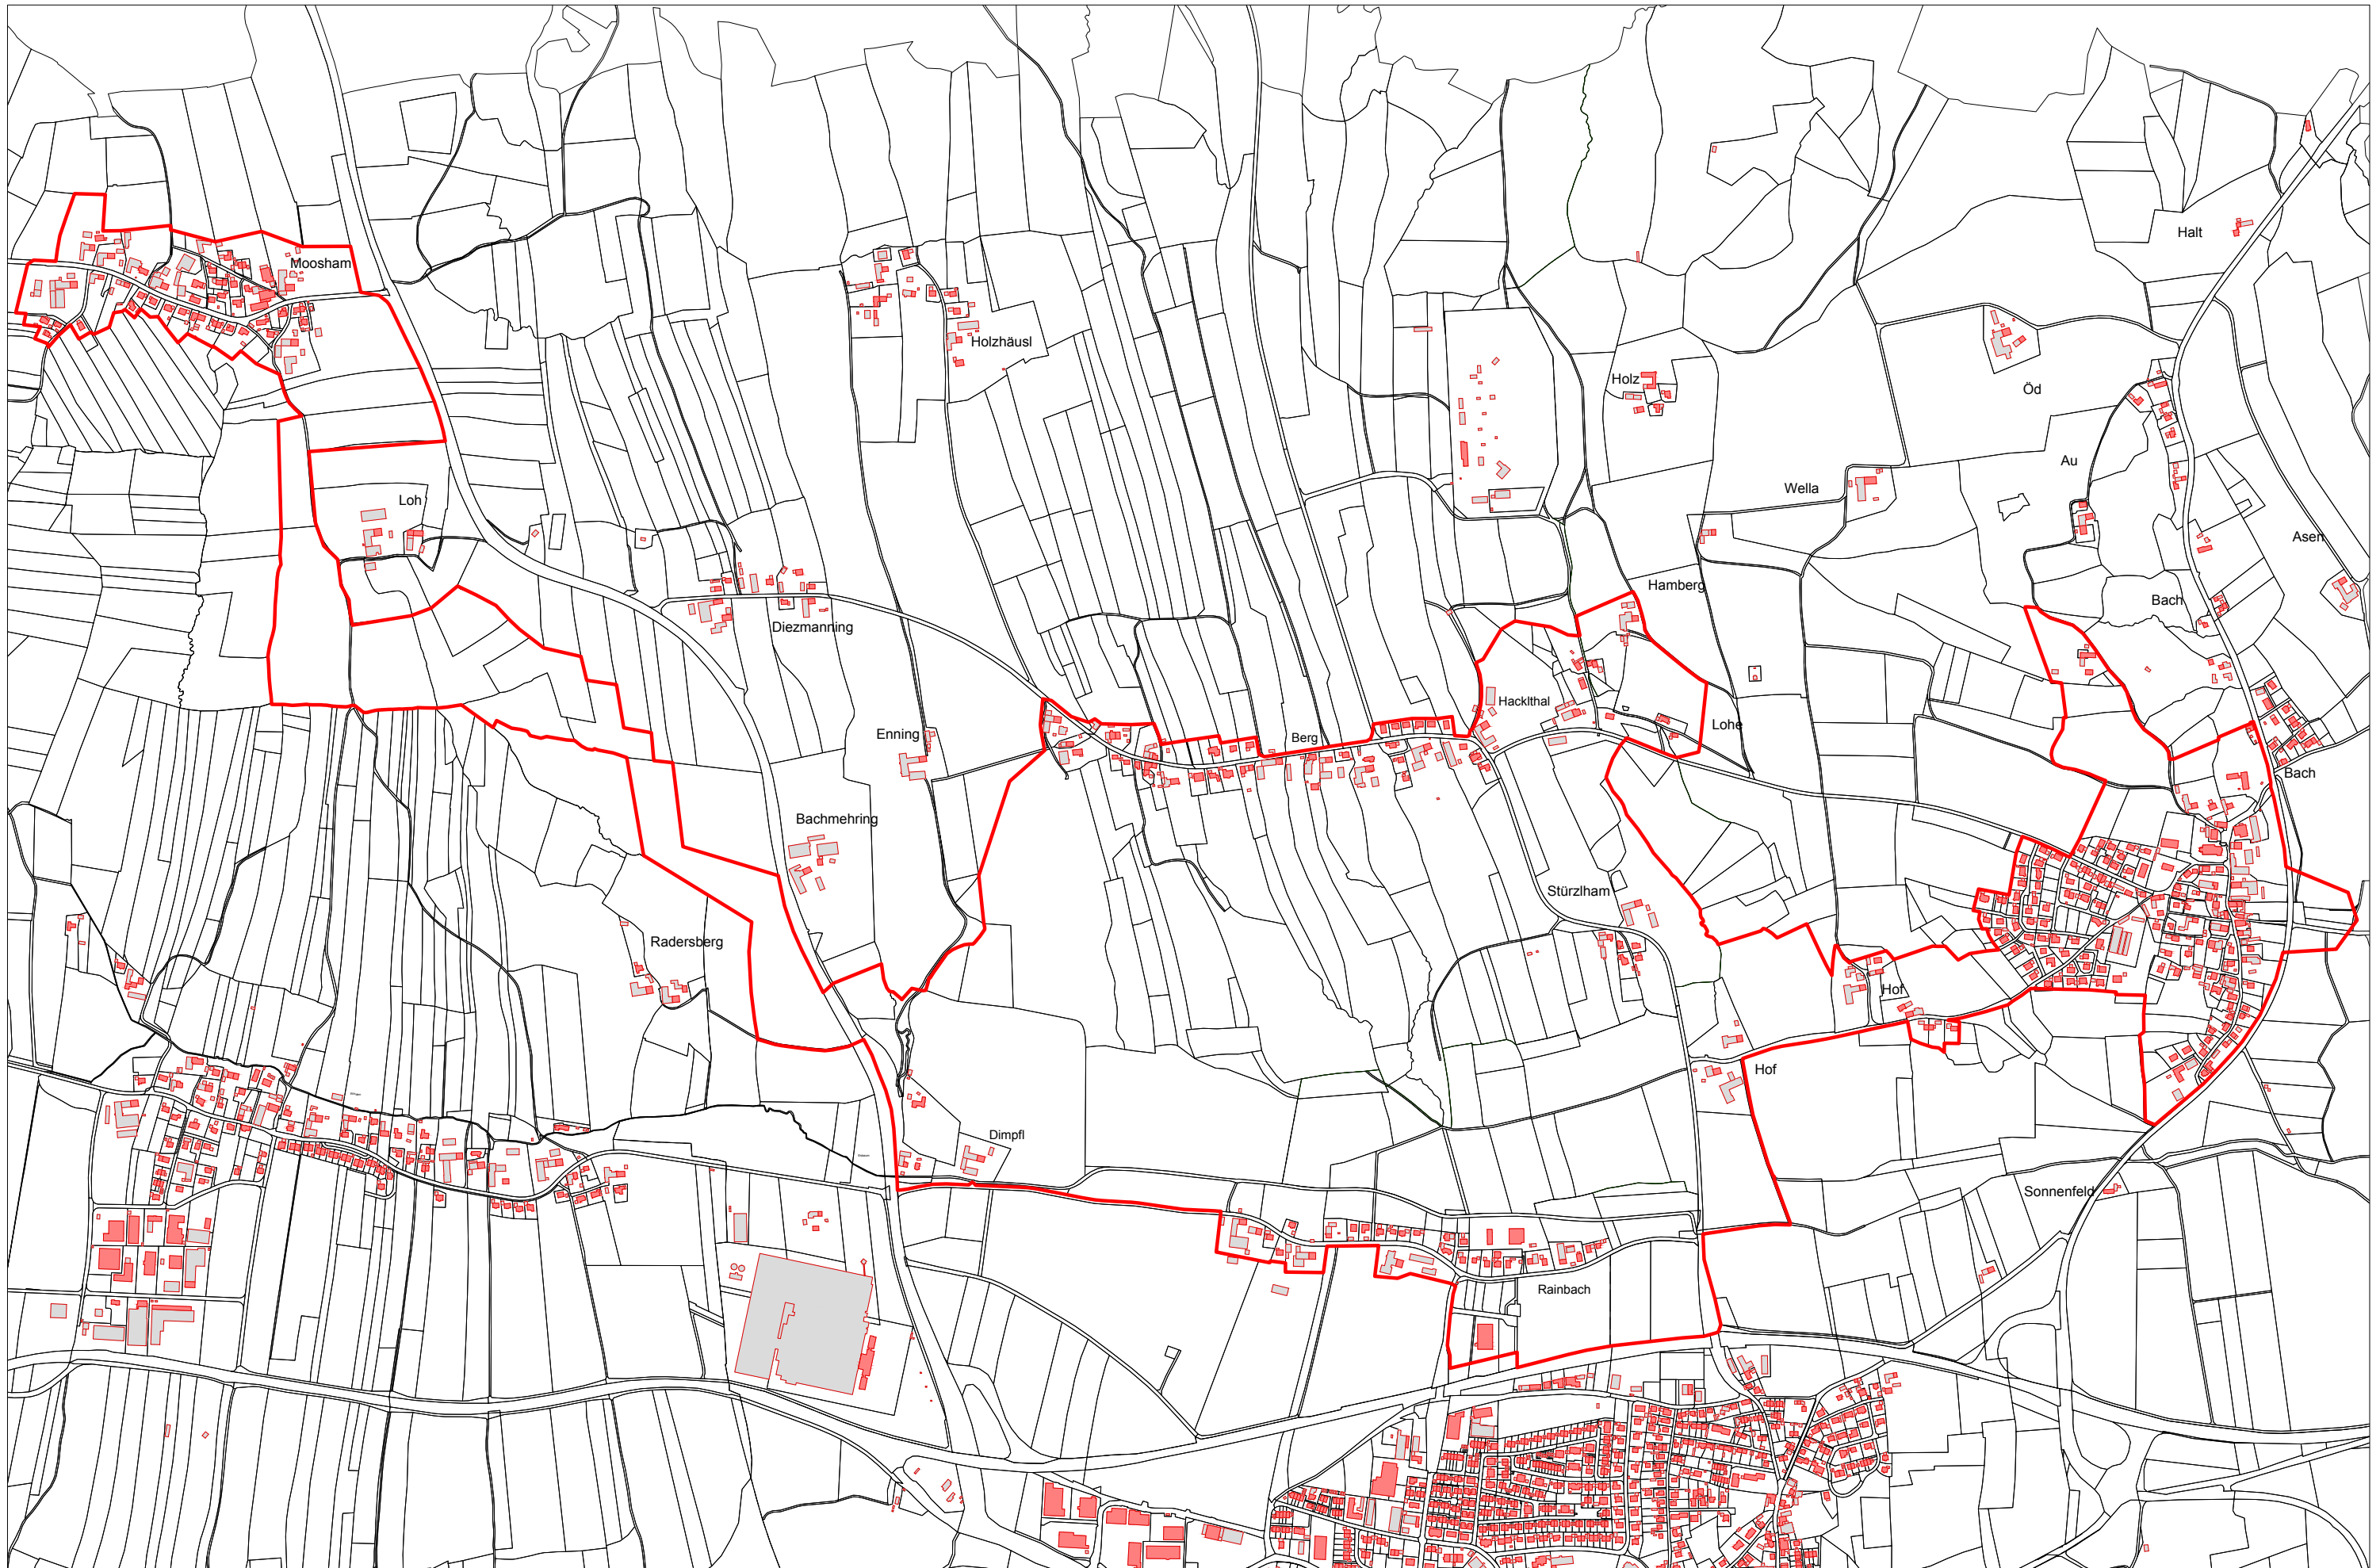 Halt
Moosham
Holzhäusl
Holz
Öd
Au
Wella
Loh
Asen
Hamberg
Bach
Diezmanning
Hacklthal
Lohe
Enning
Berg
Bach
Bachmehring
Stürzlham
Radersberg
Hof
Hof
Dimpfl
Sonnenfeld
Rainbach